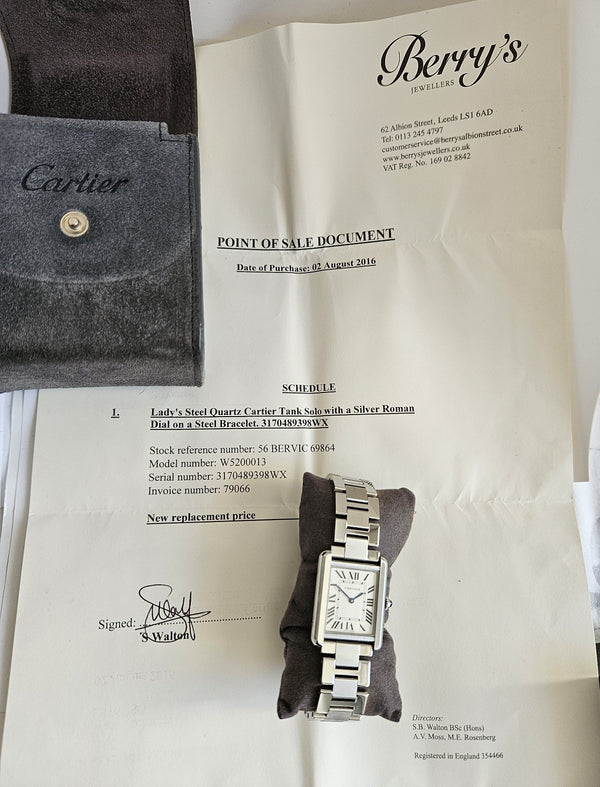 Berry's
JEWELLERS
62 Albion Street, Leeds LS1 6AD
Tel: 0113 245 4797
customerservice@berrysalbionstreet.co.uk
www.berrysjewellers.co.uk
VAT Reg. No. 169 02 8842
Cartier
POINT OF SALE DOCUMENT
Date of Purchase: 02 August 2016
SCHEDULE
1. Lady's Steel Quartz Cartier Tank Solo with a Silver Roman
Dial on a Steel Bracelet. 3170489398WX
Stock reference number: 56 BERVIC 69864
Model number: W5200013
Serial number: 3170489398WX
Invoice number: 79066
New replacement price
Signed:
S Walton
Directors:
S.B. Walton BSc (Hons)
A.V. Moss, M.E. Rosenberg
Registered in England 354466